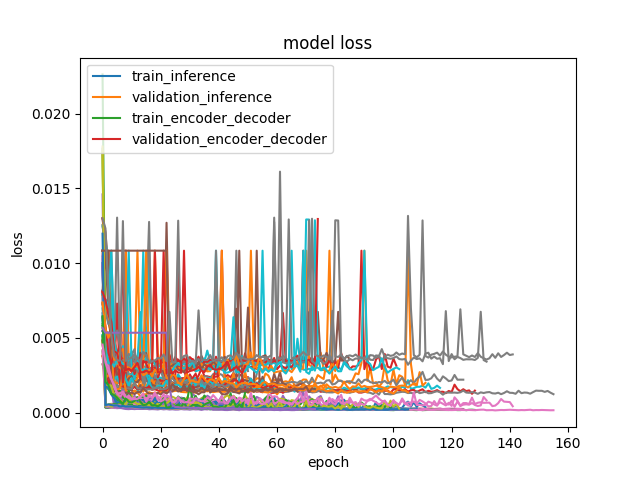 model loss
train_inference
validation_inference
train_encoder_decoder
validation_encoder_decoder
loss
0.020
0.015
0.010
0.005
0.000
0 20 40 60 80 100 120 140 160
epoch